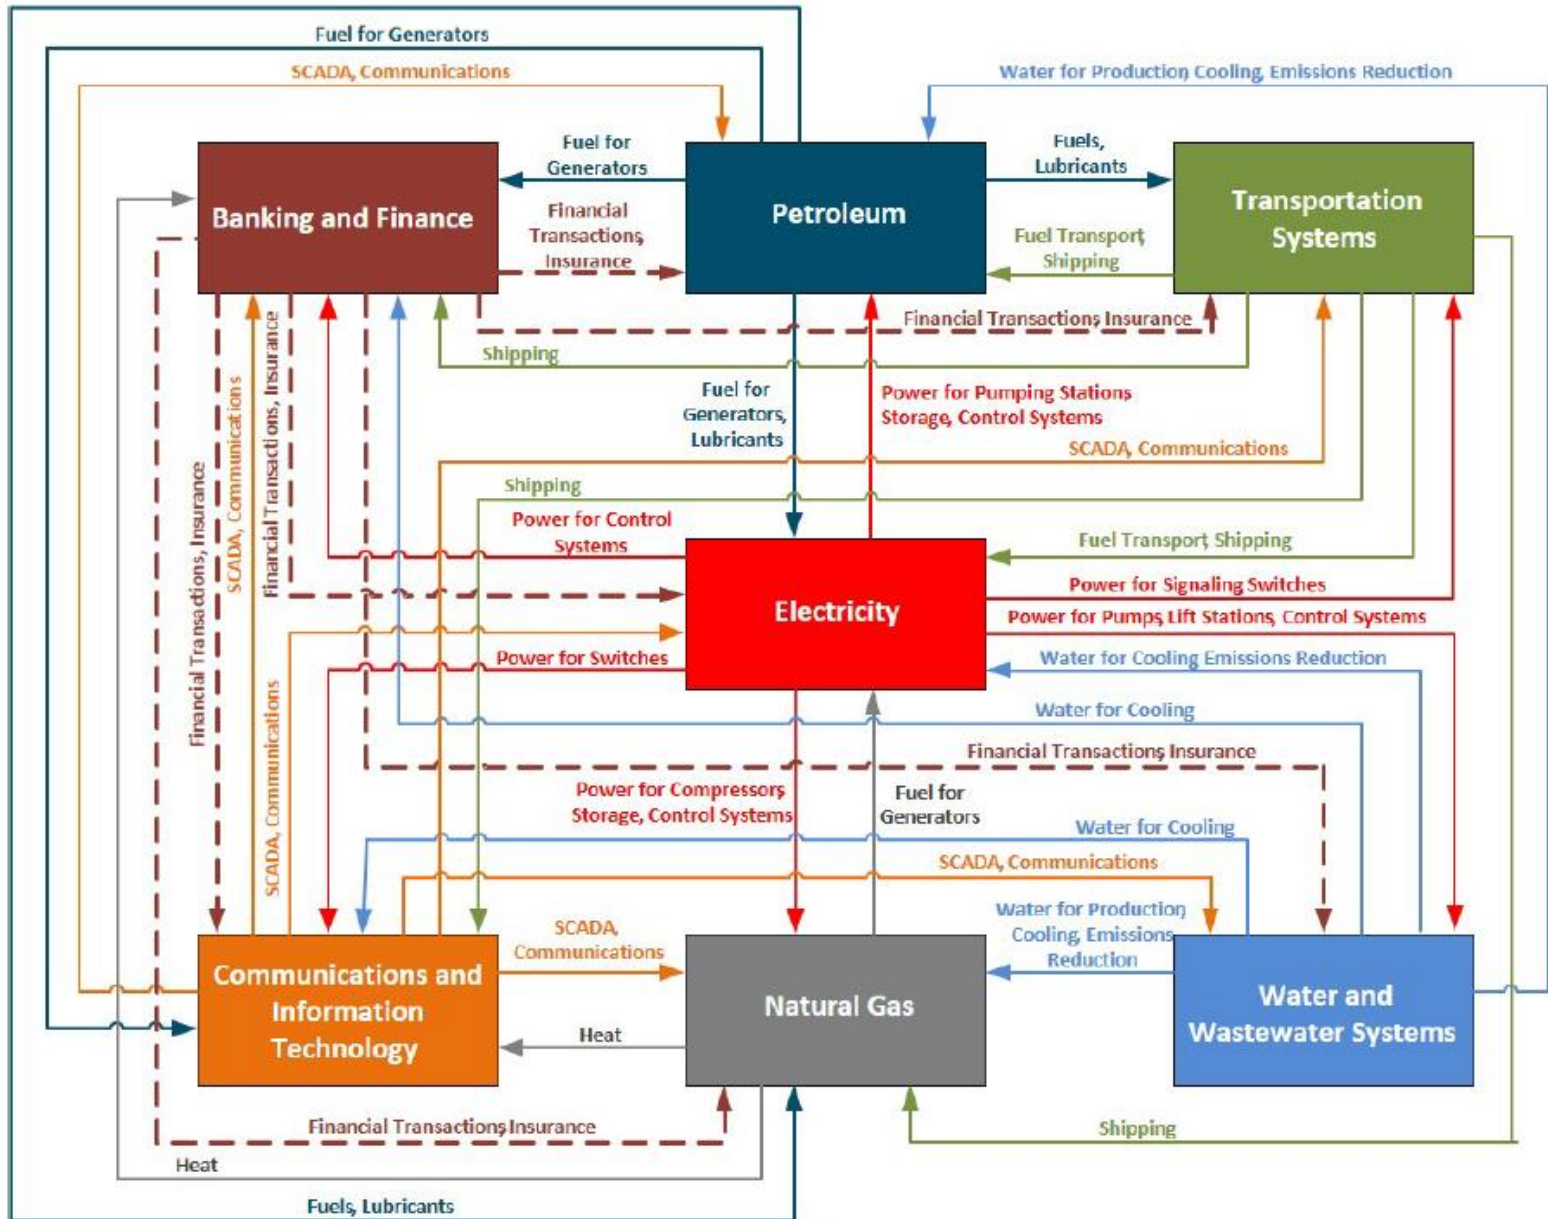 Fuel for Generators
SCADA, Communications
Water for Production, Cooling, Emissions Reduction
Banking and Finance
Fuel for
Generators
Financial
Transactions,
Insurance
Petroleum
Fuels,
Lubricants
Fuel Transport,
Shipping
Transportation
Systems
Financial Transactions, Insurance
Shipping
Fuel for
Generators,
Lubricants
Power for Pumping Stations,
Storage, Control Systems
SCADA, Communications
Shipping
Financial Transactions, Insurance
SCADA, Communications
Financial Transactions, Insurance
Power for Control
Systems
Fuel Transport, Shipping
Power for Signaling, Switches
Electricity
Power for Pumps, Lift Stations, Control Systems
Power for Switches
Water for Cooling, Emissions Reduction
Water for Cooling
Financial Transactions, Insurance
SCADA, Communications
Power for Compressors,
Storage, Control Systems
Fuel for
Generators
Water for Cooling
SCADA, Communications
Water for Production,
Cooling, Emissions
Reduction
SCADA,
Communications
Communications and
Information
Technology
Natural Gas
Water and
Wastewater Systems
Heat
Financial Transactions, Insurance
Shipping
Heat
Fuels, Lubricants